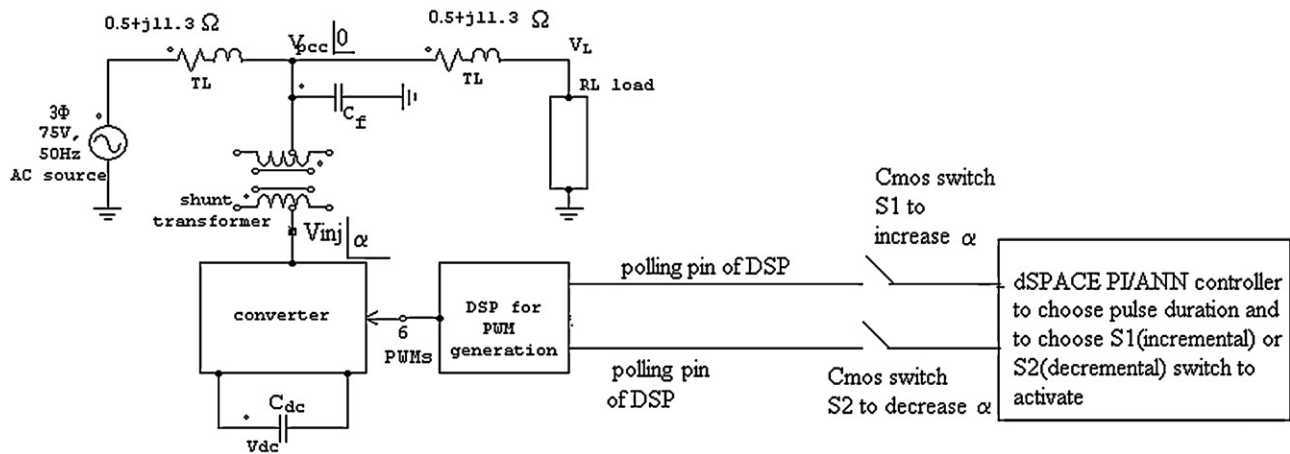 0.5+j11.3 Ω
TL
Vpcc|0
0.5+j11.3 Ω
TL
VL
RL load
Cf
3Φ
75V,
50Hz
AC source
shunt
transformer
Vinj|α
converter
6
PWMs
DSP for
PWM
generation
Cdc
Vdc
polling pin of DSP
polling pin
of DSP
Cmos switch
S1 to
increase α
Cmos switch
S2 to decrease α
dSPACE PI/ANN controller
to choose pulse duration and
to choose S1(incremental) or
S2(decremental) switch to
activate